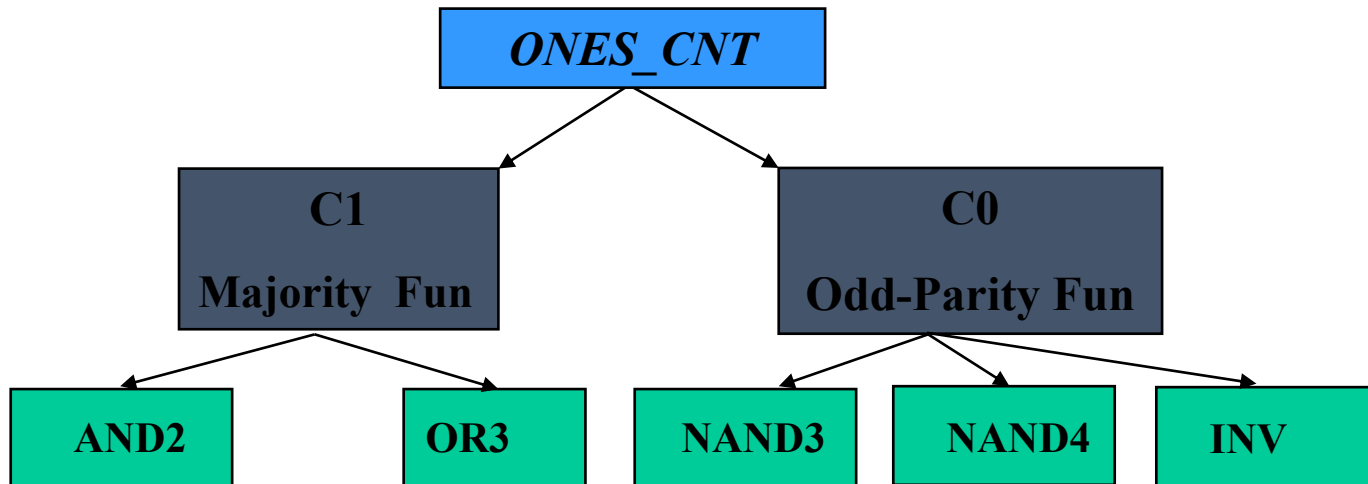 ONES_CNT
C1
Majority Fun
C0
Odd-Parity Fun
AND2
OR3
NAND3
NAND4
INV